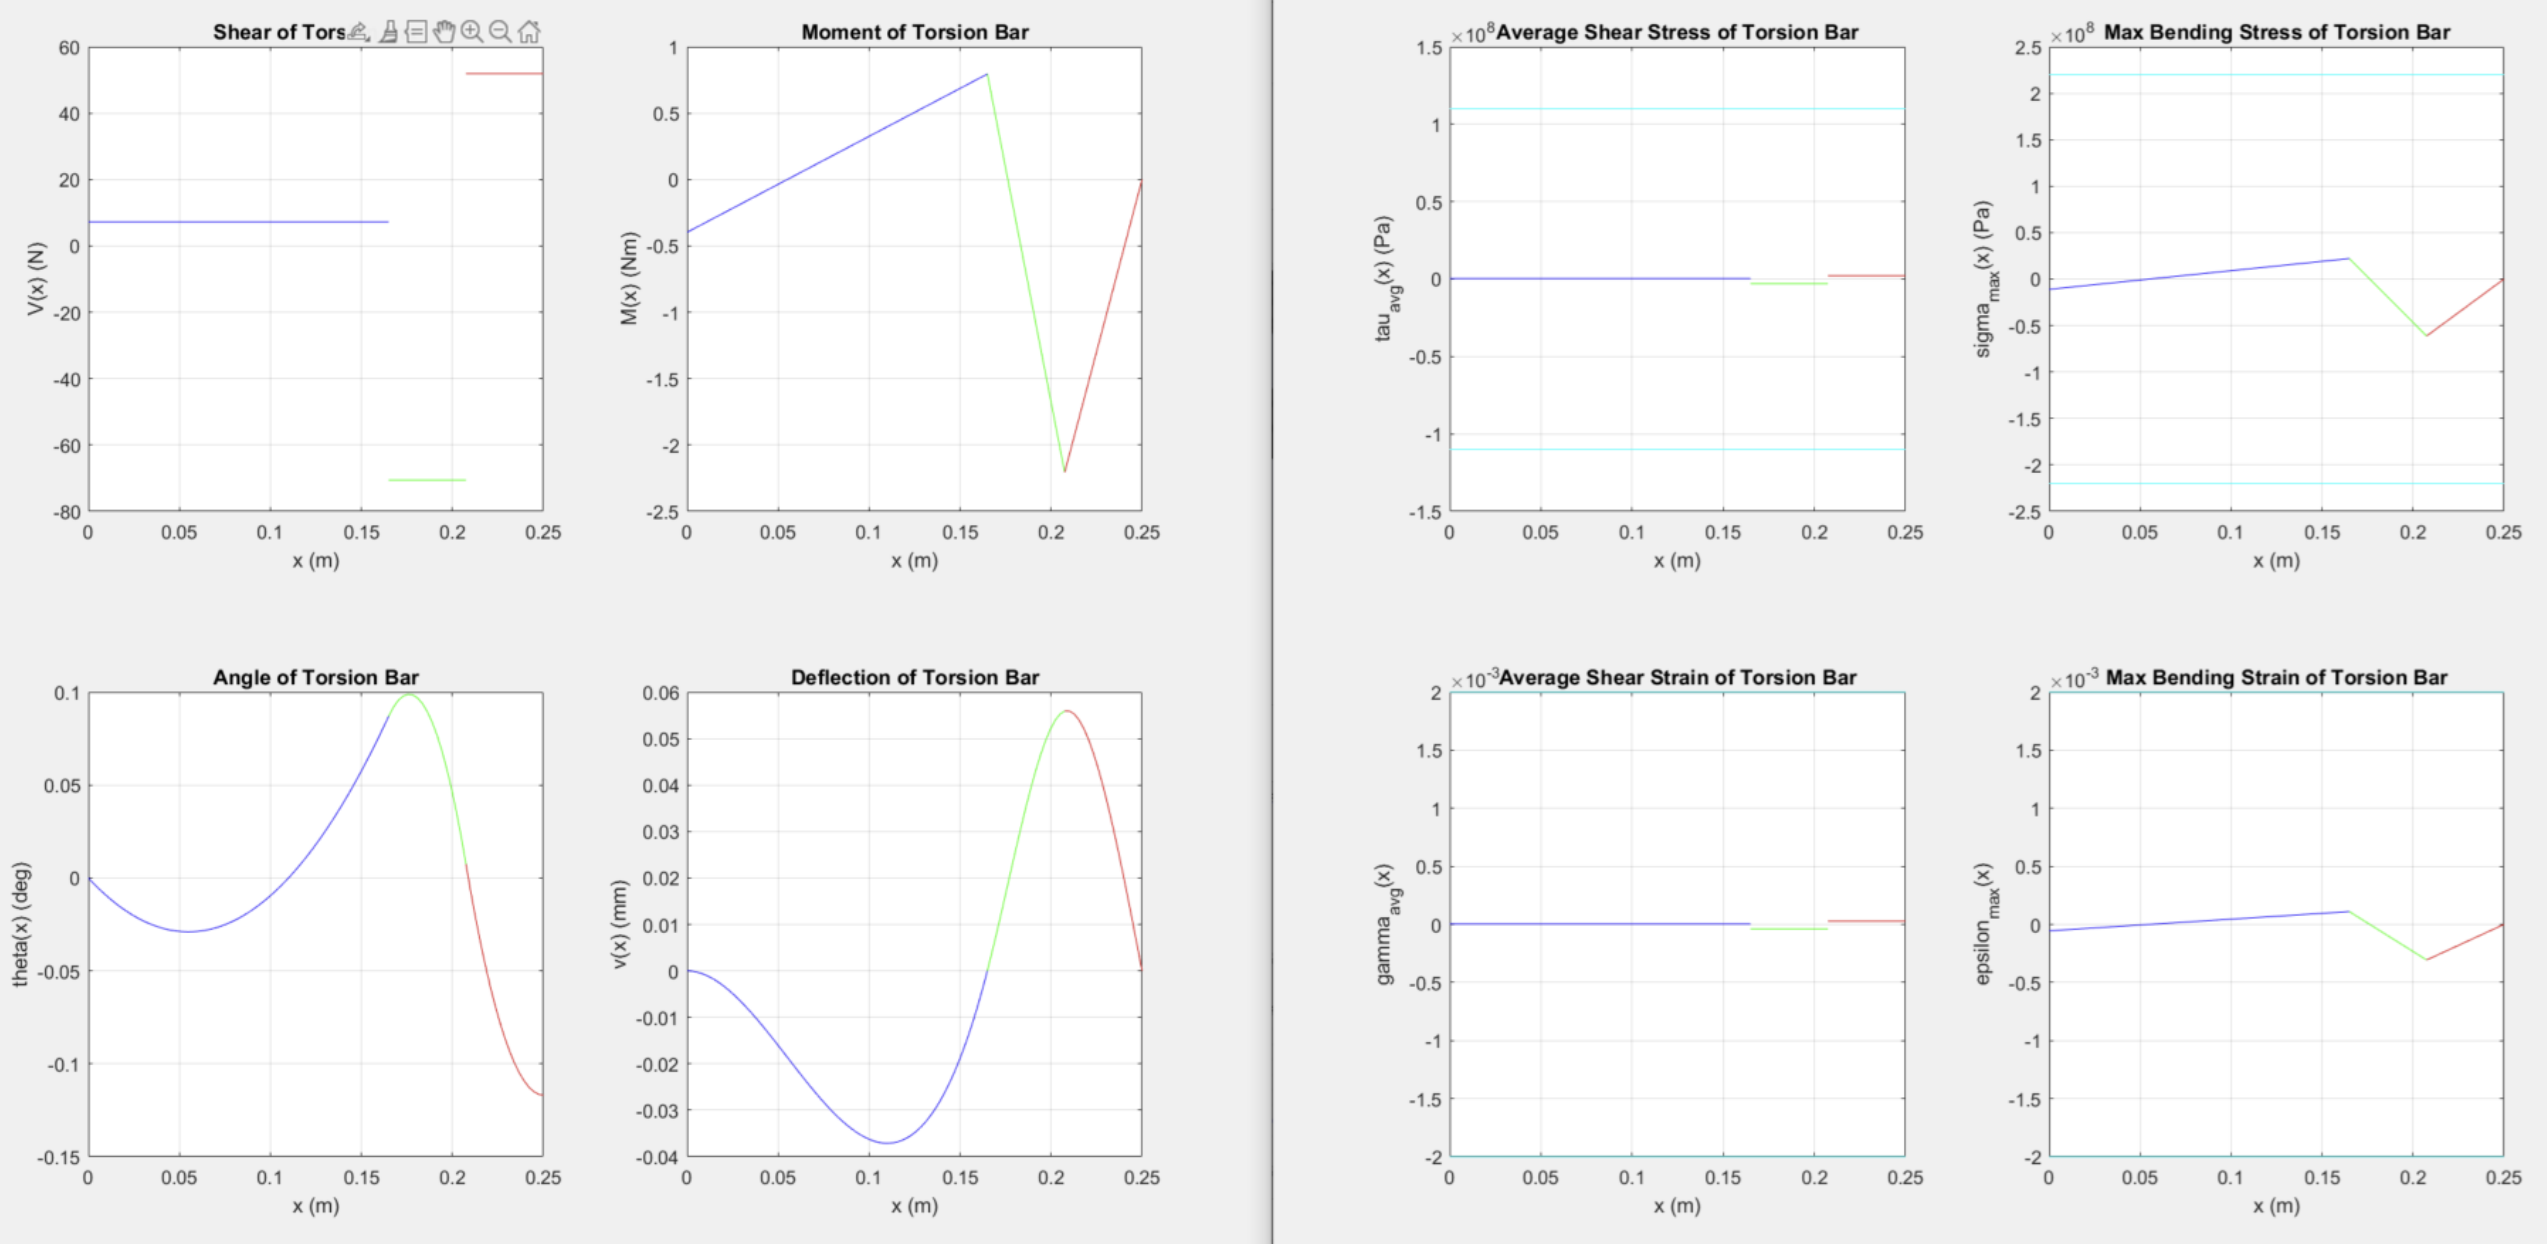 Shear of Tors
60
40
20
0
-20
-40
-60
-80
V(x) (N)
0 0.05 0.1 0.15 0.2 0.25
x (m)
Moment of Torsion Bar
1
0.5
0
-0.5
-1
-1.5
-2
-2.5
M(x) (Nm)
0 0.05 0.1 0.15 0.2 0.25
x (m)
×10⁸ Average Shear Stress of Torsion Bar
1.5
1
0.5
0
-0.5
-1
-1.5
tau_avg(x) (Pa)
0 0.05 0.1 0.15 0.2 0.25
x (m)
×10⁸ Max Bending Stress of Torsion Bar
2.5
2
1.5
1
0.5
0
-0.5
-1
-1.5
-2
-2.5
sigma_max(x) (Pa)
0 0.05 0.1 0.15 0.2 0.25
x (m)
Angle of Torsion Bar
0.1
0.05
0
-0.05
-0.1
-0.15
theta(x) (deg)
0 0.05 0.1 0.15 0.2 0.25
x (m)
Deflection of Torsion Bar
0.06
0.05
0.04
0.03
0.02
0.01
0
-0.01
-0.02
-0.03
-0.04
v(x) (mm)
0 0.05 0.1 0.15 0.2 0.25
x (m)
×10⁻³ Average Shear Strain of Torsion Bar
2
1.5
1
0.5
0
-0.5
-1
-1.5
-2
gamma_avg(x)
0 0.05 0.1 0.15 0.2 0.25
x (m)
×10⁻³ Max Bending Strain of Torsion Bar
2
1.5
1
0.5
0
-0.5
-1
-1.5
-2
epsilon_max(x)
0 0.05 0.1 0.15 0.2 0.25
x (m)